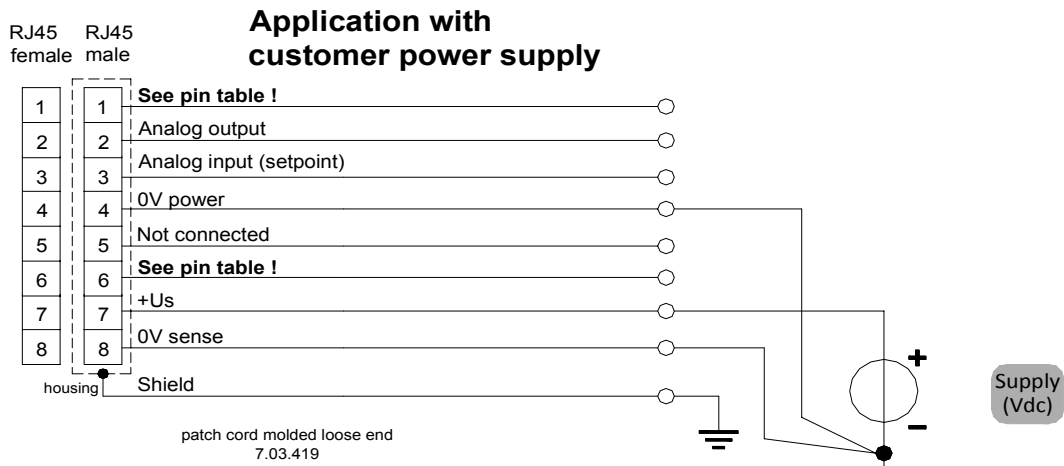 Application with
customer power supply
RJ45
female
RJ45
male
1
2
3
4
5
6
7
8
1
2
3
4
5
6
7
8
See pin table !
Analog output
Analog input (setpoint)
0V power
Not connected
See pin table !
+Us
0V sense
Shield
housing
patch cord molded loose end
7.03.419
+
–
Supply
(Vdc)